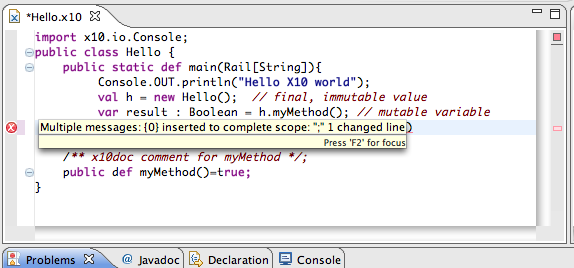 *Hello.x10
import x10.io.Console;
public class Hello {
public static def main(Rail[String]){
Console.OUT.println("Hello X10 world");
val h = new Hello();  // final, immutable value
var result : Boolean = h.myMethod(); // mutable variable
Multiple messages: {0} inserted to complete scope: ";" 1 changed line)
Press 'F2' for focus
/** x10doc comment for myMethod */;
public def myMethod()=true;
}
Problems @ Javadoc Declaration Console